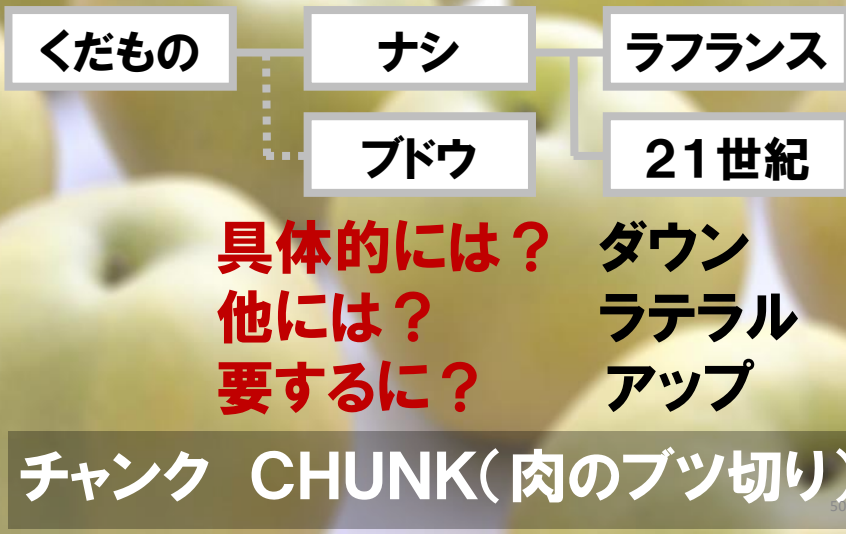 くだもの ナシ ラフランス
ブドウ 21世紀
具体的には？ ダウン
他には？ ラテラル
要するに？ アップ
チャンク CHUNK(肉のブツ切り)
50